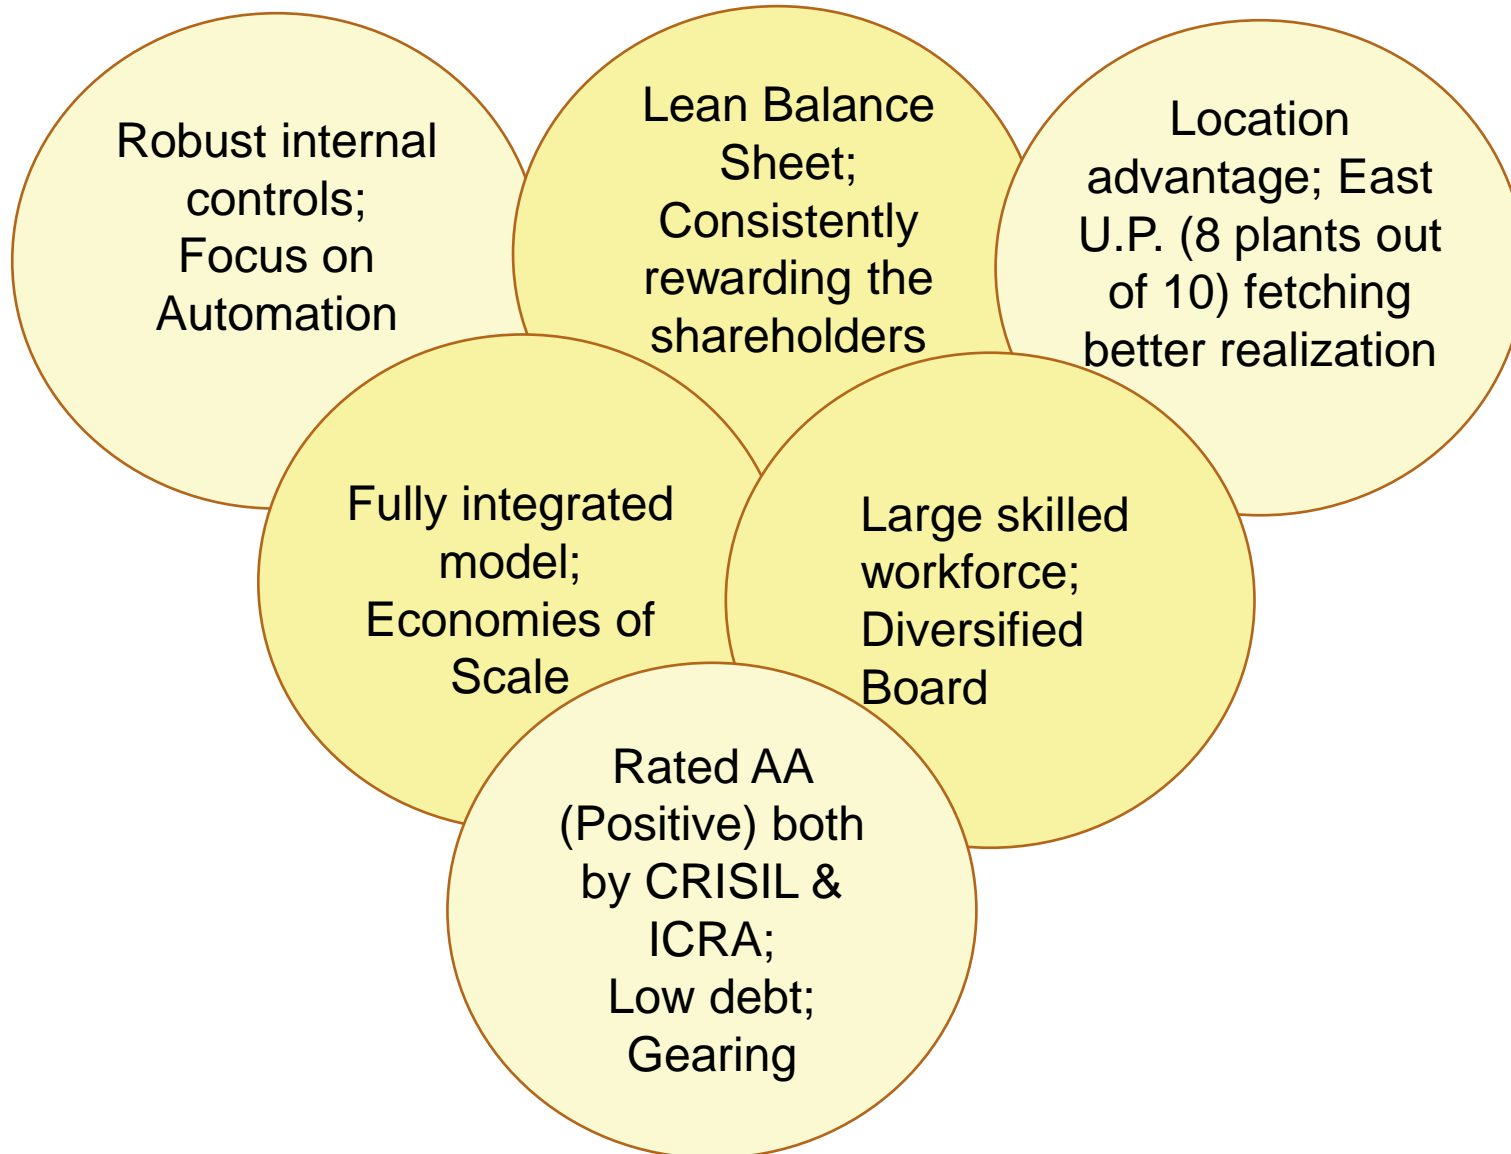 Robust internal
controls;
Focus on
Automation
Lean Balance
Sheet;
Consistently
rewarding the
shareholders
Location
advantage; East
U.P. (8 plants out
of 10) fetching
better realization
Fully integrated
model;
Economies of
Scale
Large skilled
workforce;
Diversified
Board
Rated AA
(Positive) both
by CRISIL &
ICRA;
Low debt;
Gearing